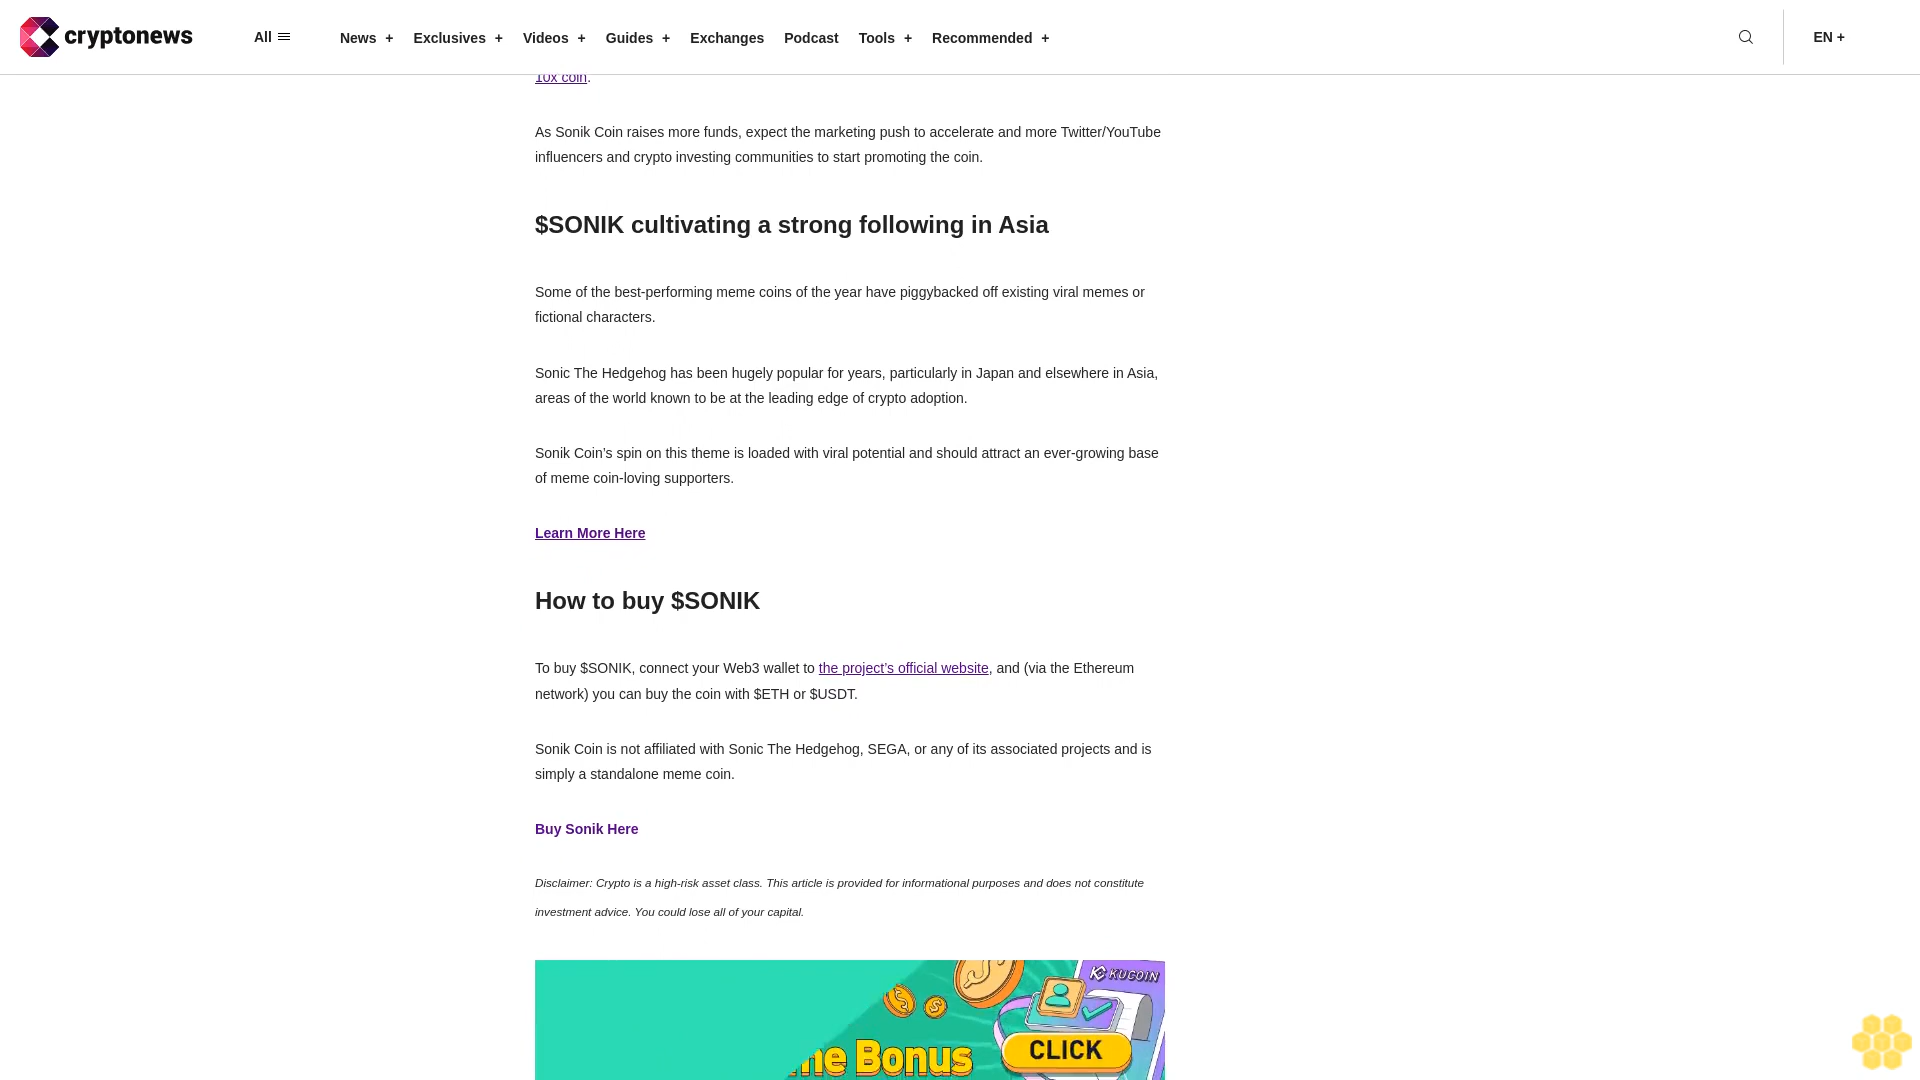 cryptonews
All
News +
Exclusives +
Videos +
Guides +
Exchanges
Podcast
Tools +
Recommended +
EN +
10x coin.
As Sonik Coin raises more funds, expect the marketing push to accelerate and more Twitter/YouTube
influencers and crypto investing communities to start promoting the coin.
$SONIK cultivating a strong following in Asia
Some of the best-performing meme coins of the year have piggybacked off existing viral memes or
fictional characters.
Sonic The Hedgehog has been hugely popular for years, particularly in Japan and elsewhere in Asia,
areas of the world known to be at the leading edge of crypto adoption.
Sonik Coin’s spin on this theme is loaded with viral potential and should attract an ever-growing base
of meme coin-loving supporters.
Learn More Here
How to buy $SONIK
To buy $SONIK, connect your Web3 wallet to the project’s official website, and (via the Ethereum
network) you can buy the coin with $ETH or $USDT.
Sonik Coin is not affiliated with Sonic The Hedgehog, SEGA, or any of its associated projects and is
simply a standalone meme coin.
Buy Sonik Here
Disclaimer: Crypto is a high-risk asset class. This article is provided for informational purposes and does not constitute
investment advice. You could lose all of your capital.
KUCOIN
Bonus
CLICK